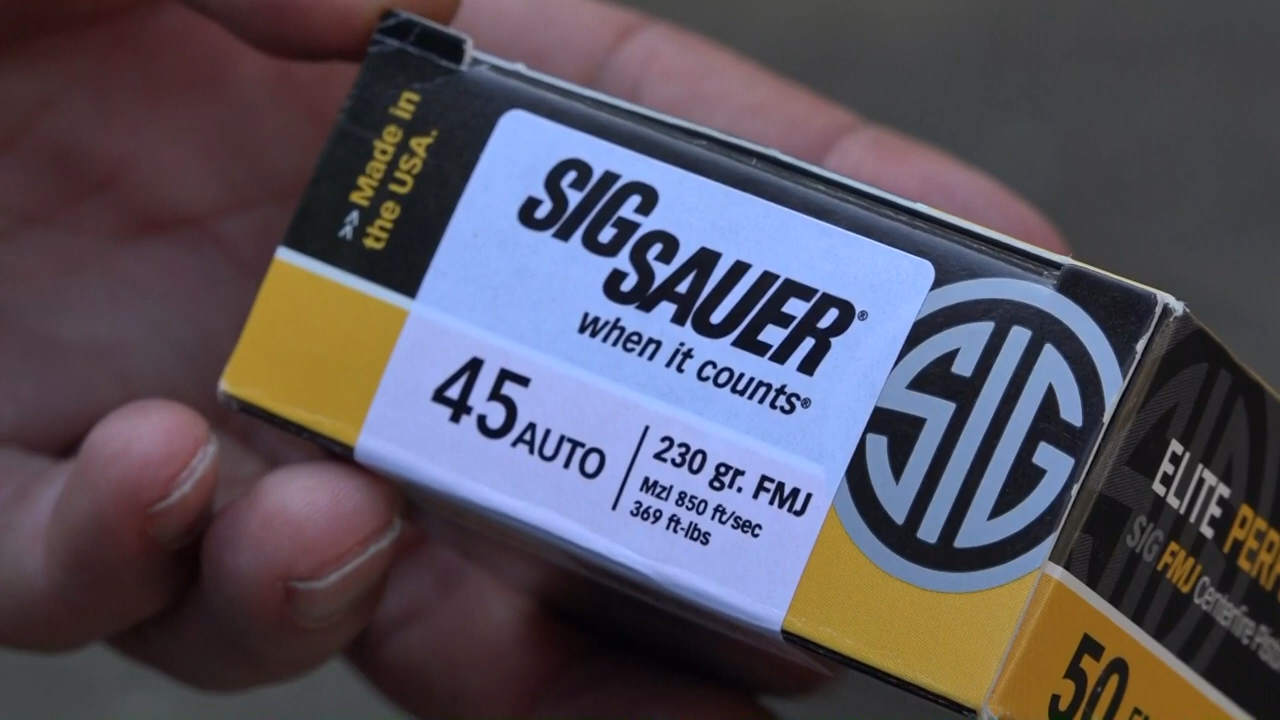 Made in
the USA.
SIG
SAUER®
when it counts®
45 AUTO
230 gr. FMJ
Mzl 850 ft/sec
369 ft-lbs
SIG
ELITE
SIG FMJ Centerfire
50